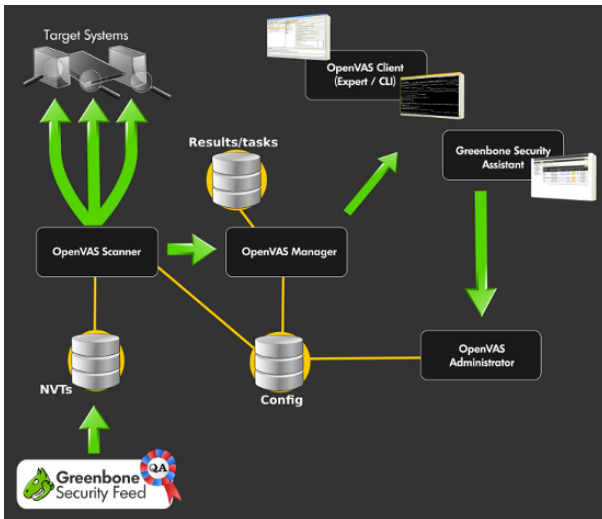 Target Systems
OpenVAS Client
(Expert / CLI)
Results/tasks
Greenbone Security
Assistant
OpenVAS Scanner
OpenVAS Manager
OpenVAS
Administrator
NVTs
Config
QA
Greenbone
Security Feed